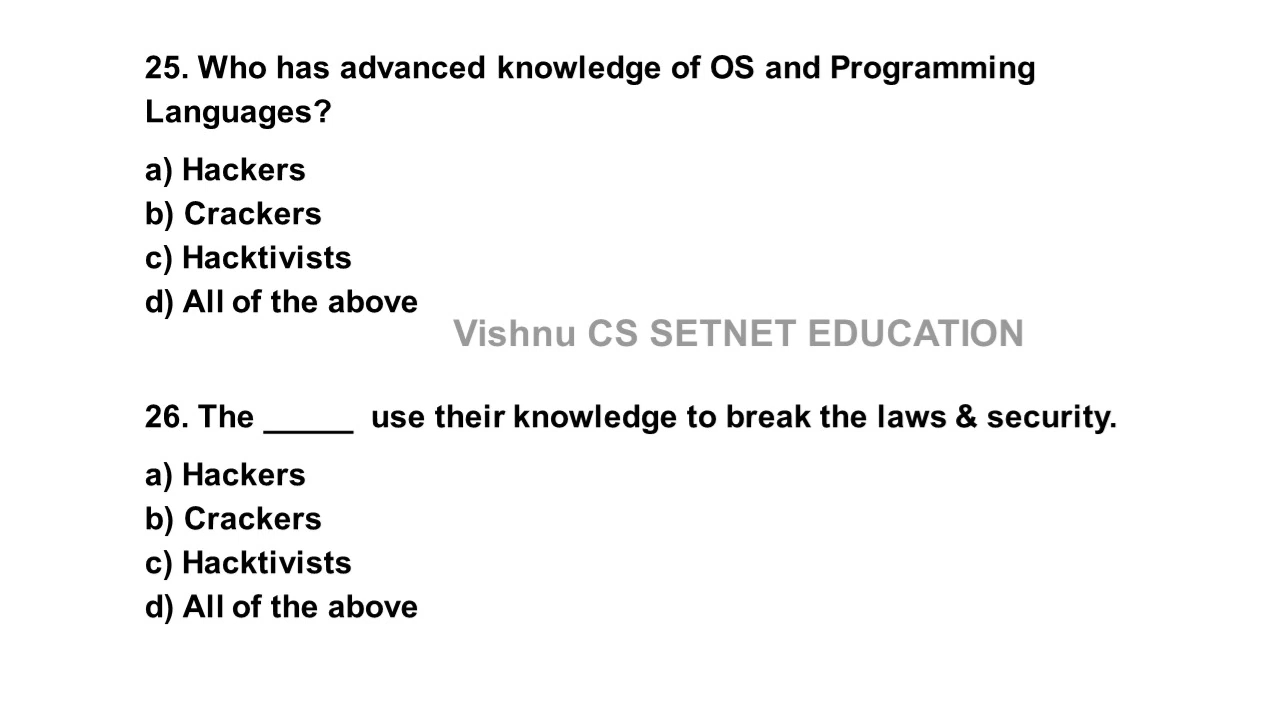 25. Who has advanced knowledge of OS and Programming
Languages?
a) Hackers
b) Crackers
c) Hacktivists
d) All of the above
Vishnu CS SETNET EDUCATION
26. The _____ use their knowledge to break the laws & security.
a) Hackers
b) Crackers
c) Hacktivists
d) All of the above